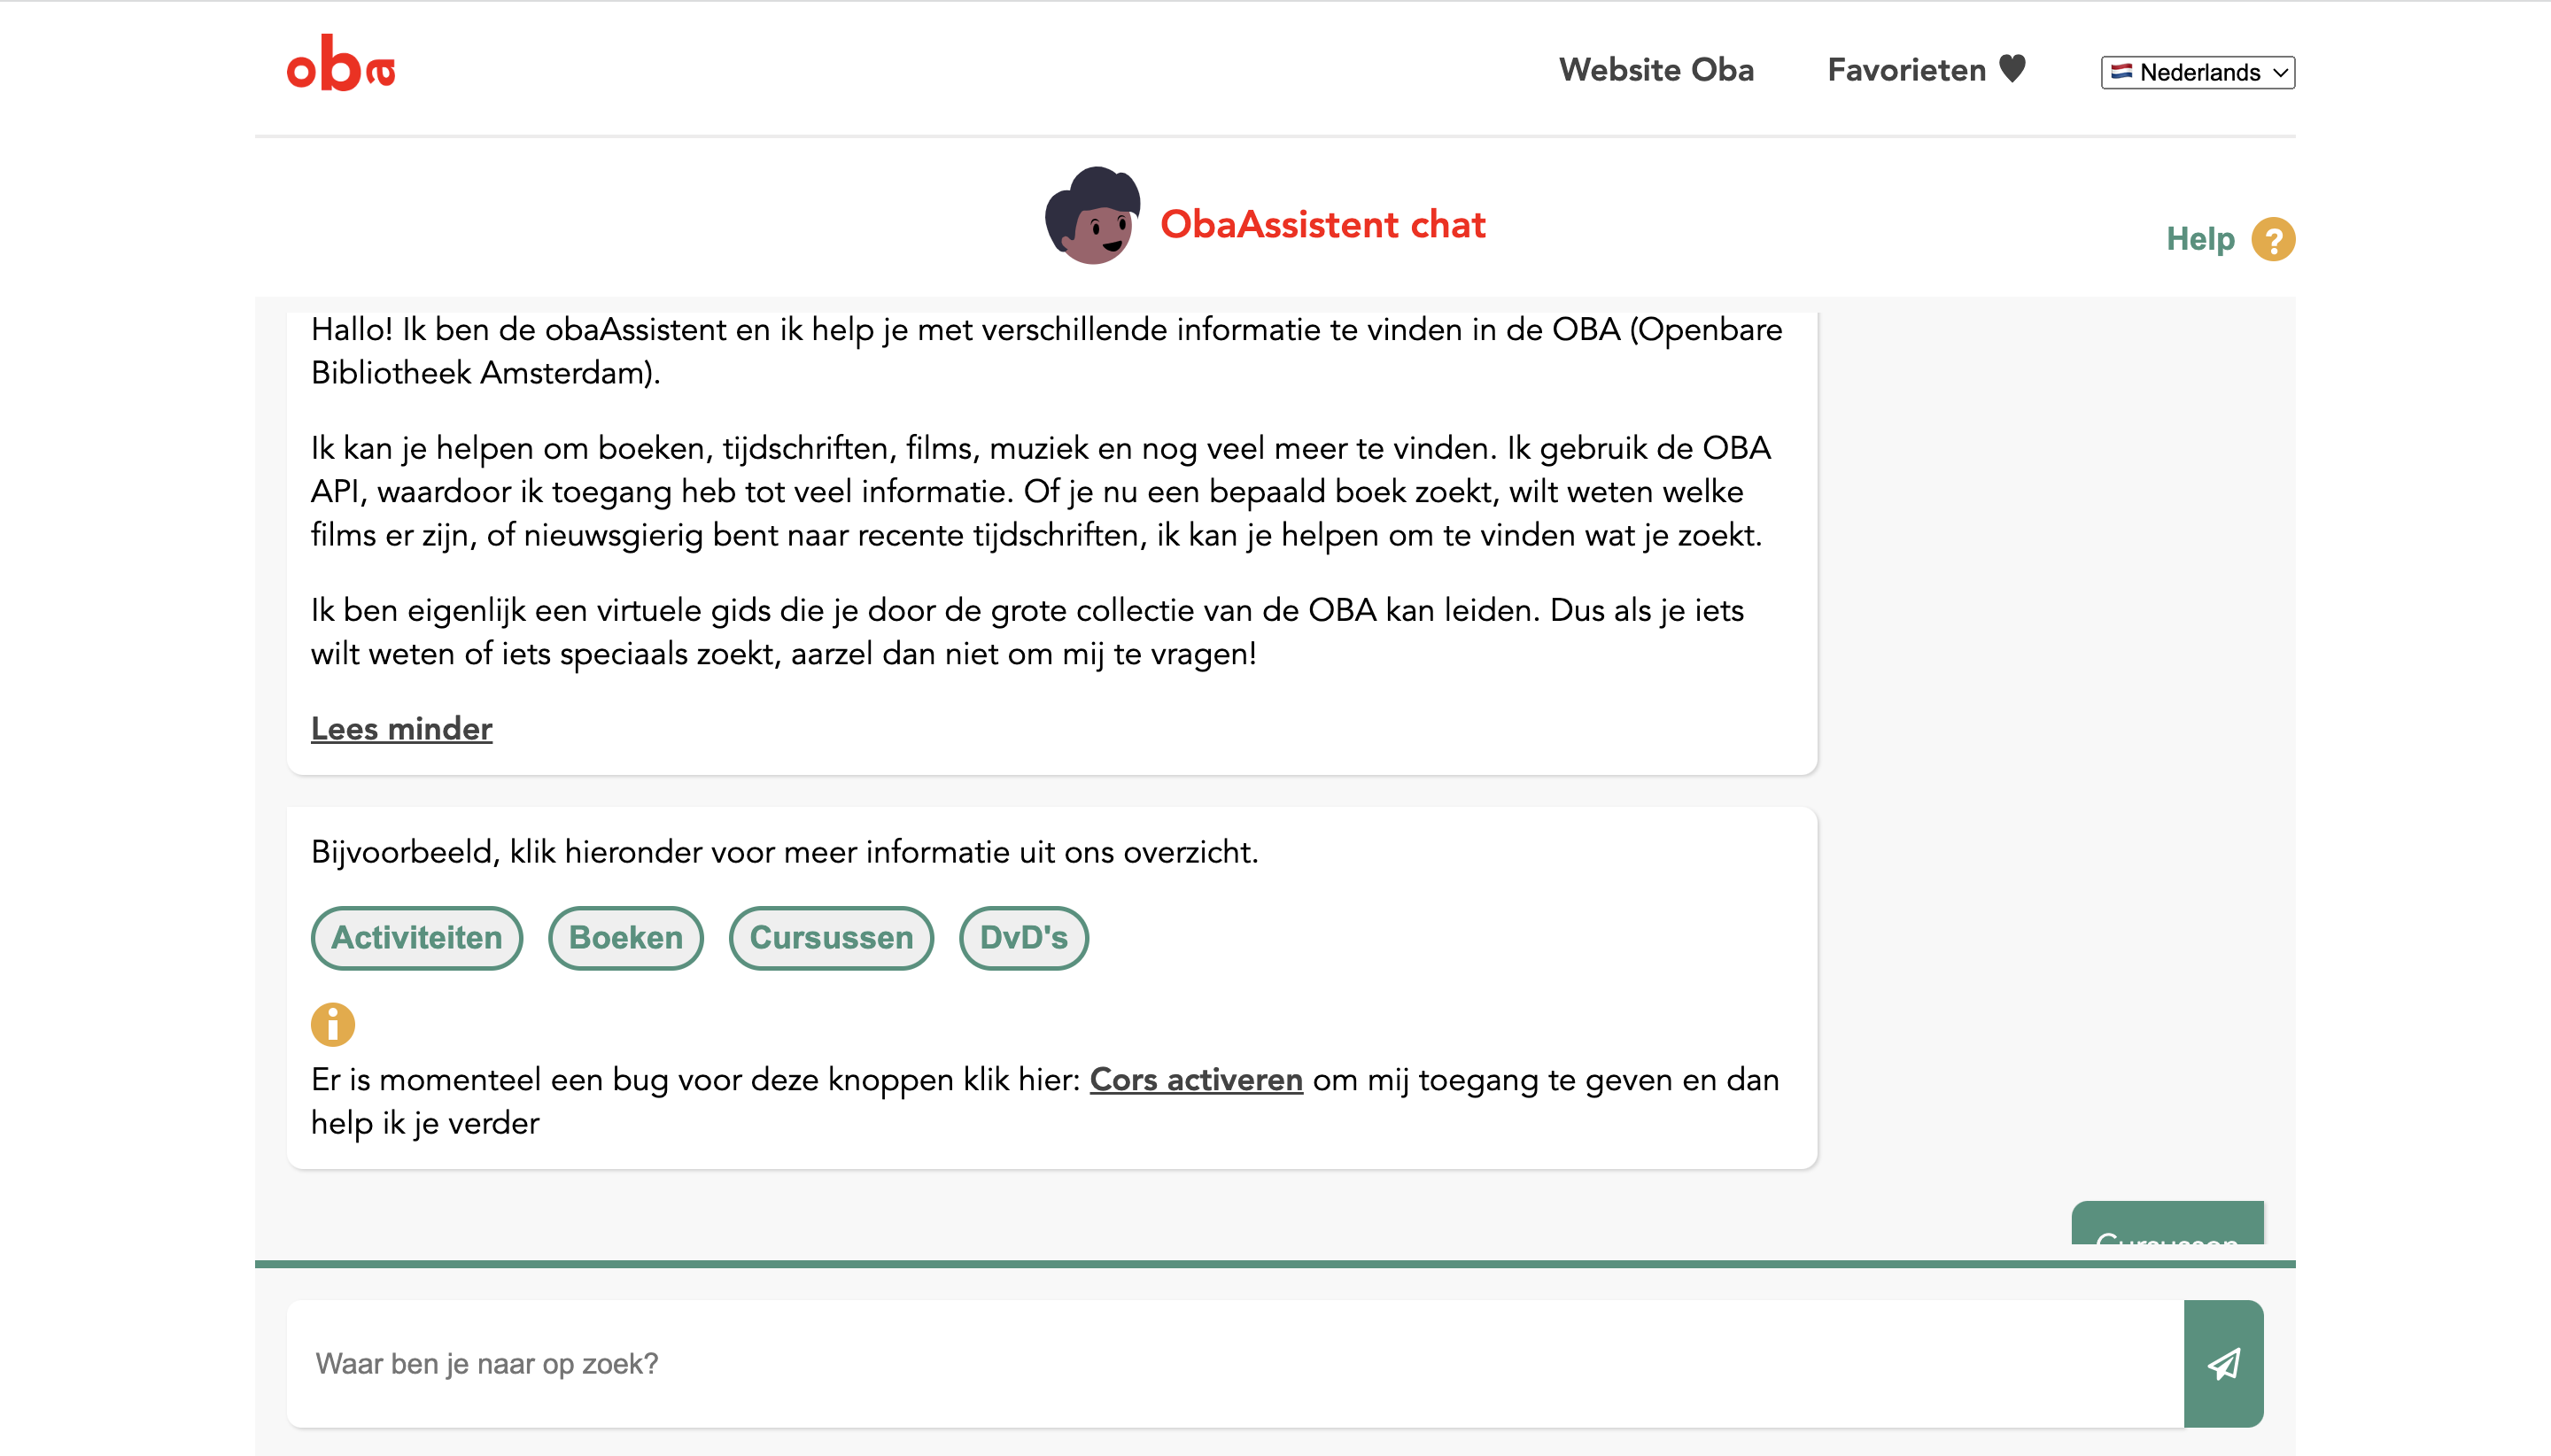 oba
Website Oba
Favorieten
Nederlands
ObaAssistent chat
Help ?
Hallo! Ik ben de obaAssistent en ik help je met verschillende informatie te vinden in de OBA (Openbare
Bibliotheek Amsterdam).
Ik kan je helpen om boeken, tijdschriften, films, muziek en nog veel meer te vinden. Ik gebruik de OBA
API, waardoor ik toegang heb tot veel informatie. Of je nu een bepaald boek zoekt, wilt weten welke
films er zijn, of nieuwsgierig bent naar recente tijdschriften, ik kan je helpen om te vinden wat je zoekt.
Ik ben eigenlijk een virtuele gids die je door de grote collectie van de OBA kan leiden. Dus als je iets
wilt weten of iets speciaals zoekt, aarzel dan niet om mij te vragen!
Lees minder
Bijvoorbeeld, klik hieronder voor meer informatie uit ons overzicht.
Activiteiten
Boeken
Cursussen
DvD's
i
Er is momenteel een bug voor deze knoppen klik hier: Cors activeren om mij toegang te geven en dan
help ik je verder
Cursussen
Waar ben je naar op zoek?